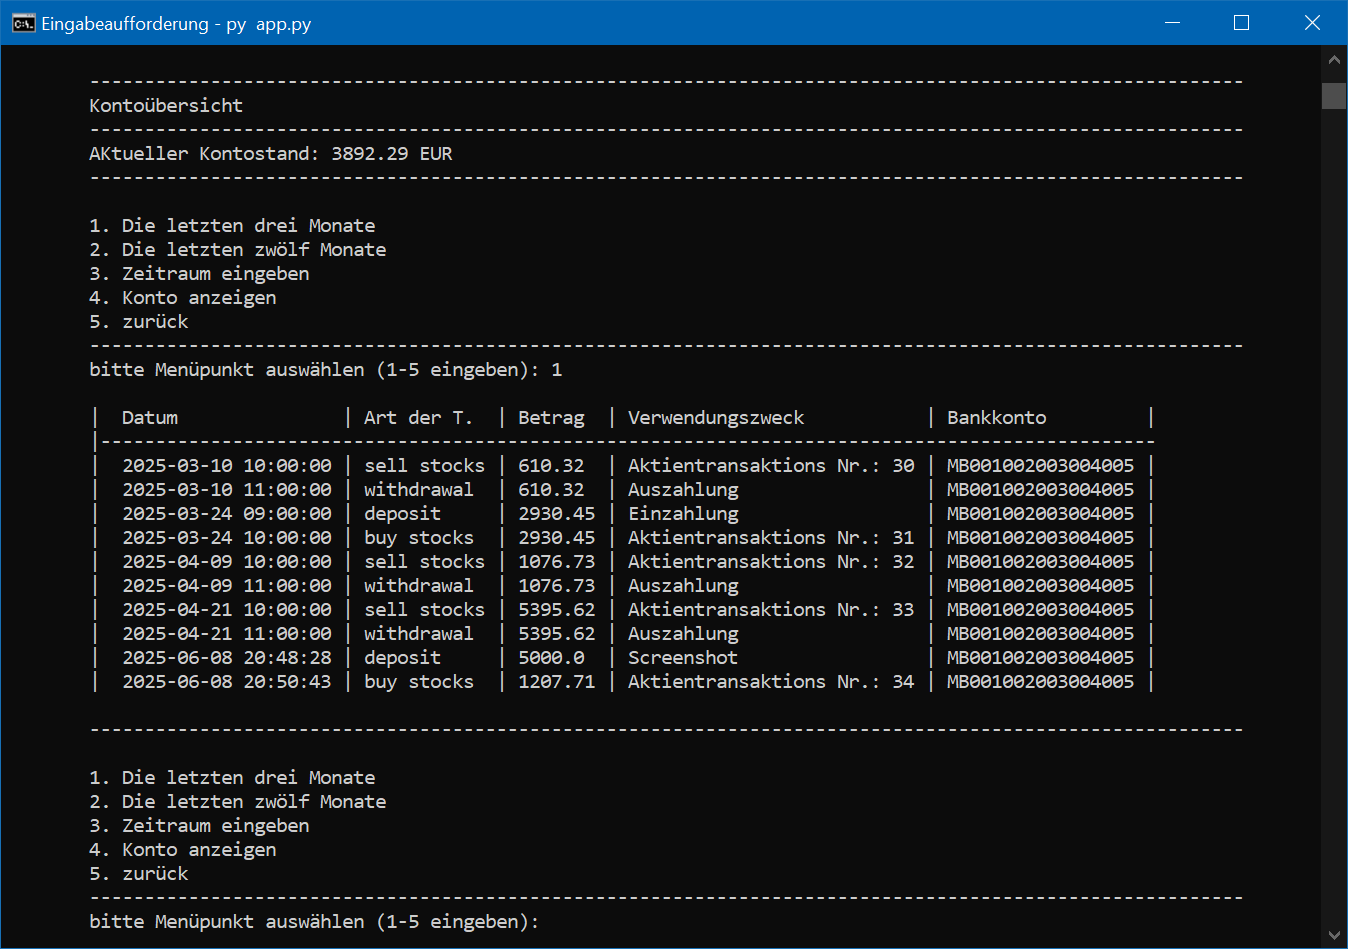 Eingabeaufforderung - py  app.py
---------------------------------------------------------------------------------------------------------
Kontoübersicht
---------------------------------------------------------------------------------------------------------
AKtueller Kontostand: 3892.29 EUR
---------------------------------------------------------------------------------------------------------
1. Die letzten drei Monate
2. Die letzten zwölf Monate
3. Zeitraum eingeben
4. Konto anzeigen
5. zurück
---------------------------------------------------------------------------------------------------------
bitte Menüpunkt auswählen (1-5 eingeben): 1
|  Datum               | Art der T.  | Betrag  | Verwendungszweck           | Bankkonto         |
|------------------------------------------------------------------------------------------------
|  2025-03-10 10:00:00 | sell stocks | 610.32  | Aktientransaktions Nr.: 30 | MB001002003004005 |
|  2025-03-10 11:00:00 | withdrawal  | 610.32  | Auszahlung                 | MB001002003004005 |
|  2025-03-24 09:00:00 | deposit     | 2930.45 | Einzahlung                 | MB001002003004005 |
|  2025-03-24 10:00:00 | buy stocks  | 2930.45 | Aktientransaktions Nr.: 31 | MB001002003004005 |
|  2025-04-09 10:00:00 | sell stocks | 1076.73 | Aktientransaktions Nr.: 32 | MB001002003004005 |
|  2025-04-09 11:00:00 | withdrawal  | 1076.73 | Auszahlung                 | MB001002003004005 |
|  2025-04-21 10:00:00 | sell stocks | 5395.62 | Aktientransaktions Nr.: 33 | MB001002003004005 |
|  2025-04-21 11:00:00 | withdrawal  | 5395.62 | Auszahlung                 | MB001002003004005 |
|  2025-06-08 20:48:28 | deposit     | 5000.0  | Screenshot                 | MB001002003004005 |
|  2025-06-08 20:50:43 | buy stocks  | 1207.71 | Aktientransaktions Nr.: 34 | MB001002003004005 |
---------------------------------------------------------------------------------------------------------
1. Die letzten drei Monate
2. Die letzten zwölf Monate
3. Zeitraum eingeben
4. Konto anzeigen
5. zurück
---------------------------------------------------------------------------------------------------------
bitte Menüpunkt auswählen (1-5 eingeben):